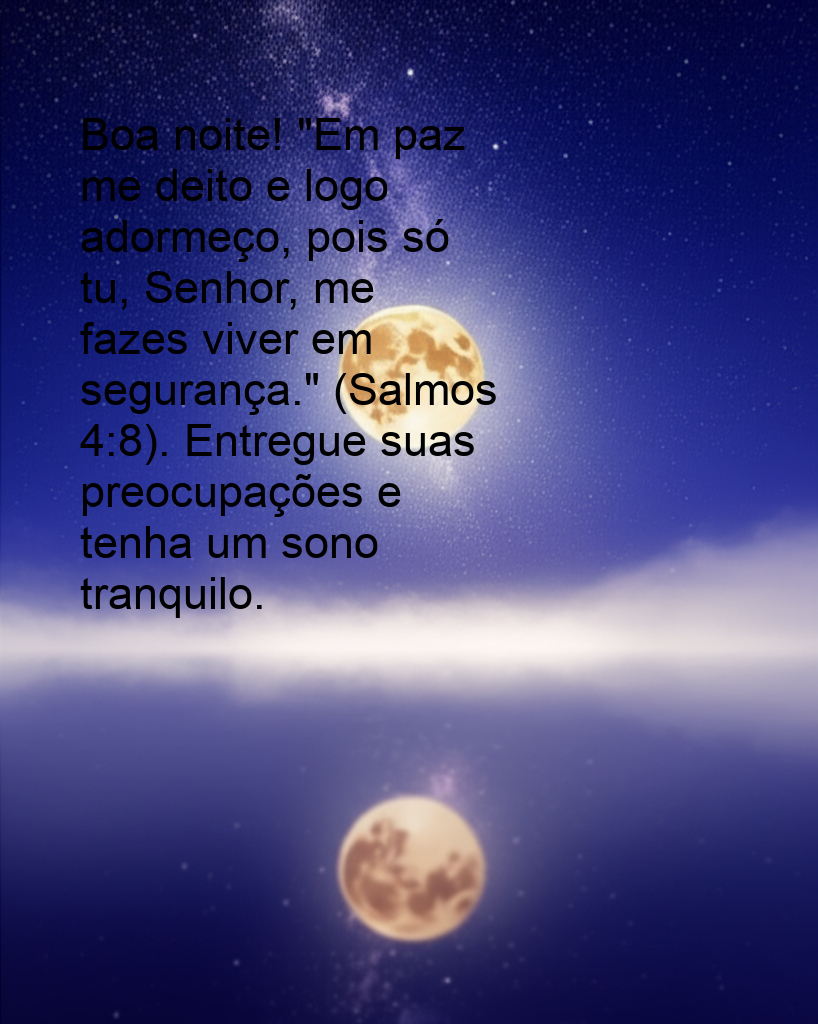 Boa noite! "Em paz
me deito e logo
adormeço, pois só
tu, Senhor, me
fazes viver em
segurança." (Salmos
4:8). Entregue suas
preocupações e
tenha um sono
tranquilo.